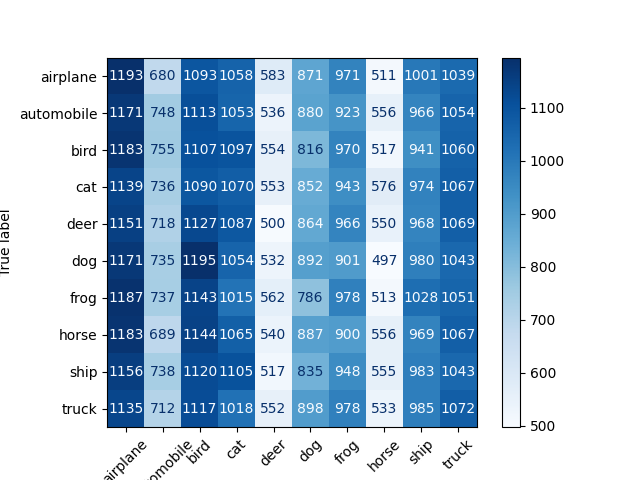 True label
airplane 1193 680 1093 1058 583 871 971 511 1001 1039
automobile 1171 748 1113 1053 536 880 923 556 966 1054
bird 1183 755 1107 1097 554 816 970 517 941 1060
cat 1139 736 1090 1070 553 852 943 576 974 1067
deer 1151 718 1127 1087 500 864 966 550 968 1069
dog 1171 735 1195 1054 532 892 901 497 980 1043
frog 1187 737 1143 1015 562 786 978 513 1028 1051
horse 1183 689 1144 1065 540 887 900 556 969 1067
ship 1156 738 1120 1105 517 835 948 555 983 1043
truck 1135 712 1117 1018 552 898 978 533 985 1072
airplane omobile bird cat deer dog frog horse ship truck
1100
1000
900
800
700
600
500